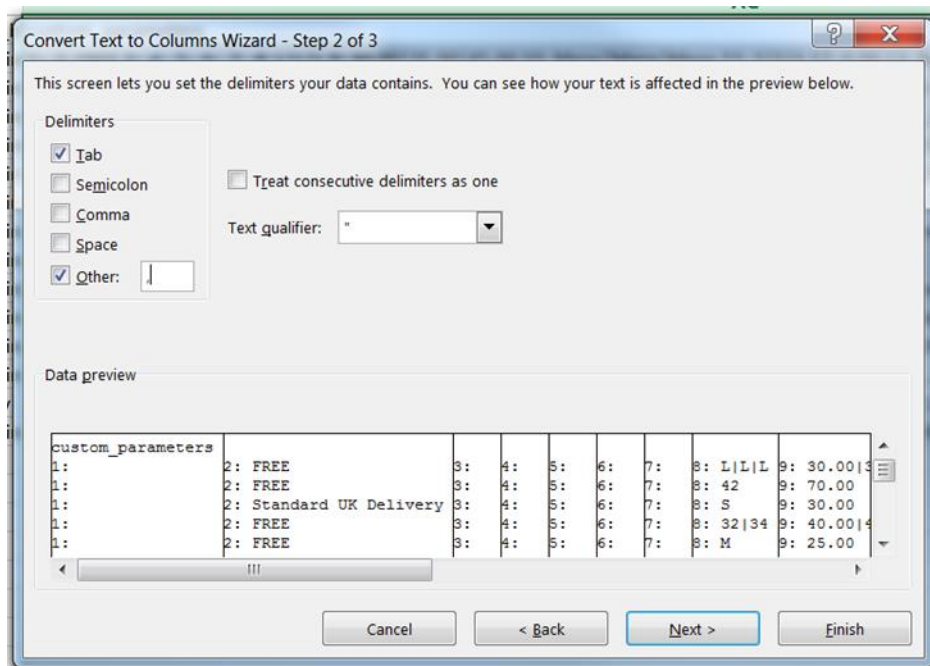 Convert Text to Columns Wizard - Step 2 of 3
This screen lets you set the delimiters your data contains. You can see how your text is affected in the preview below.
Delimiters
Tab
Semicolon
Comma
Space
Other: ,
Treat consecutive delimiters as one
Text qualifier: "
Data preview
custom_parameters
1: 2: FREE 3: 4: 5: 6: 7: 8: L|L|L 9: 30.00|3
1: 2: FREE 3: 4: 5: 6: 7: 8: 42 9: 70.00
1: 2: Standard UK Delivery 3: 4: 5: 6: 7: 8: S 9: 30.00
1: 2: FREE 3: 4: 5: 6: 7: 8: 32|34 9: 40.00|4
1: 2: FREE 3: 4: 5: 6: 7: 8: M 9: 25.00
Cancel < Back Next > Finish